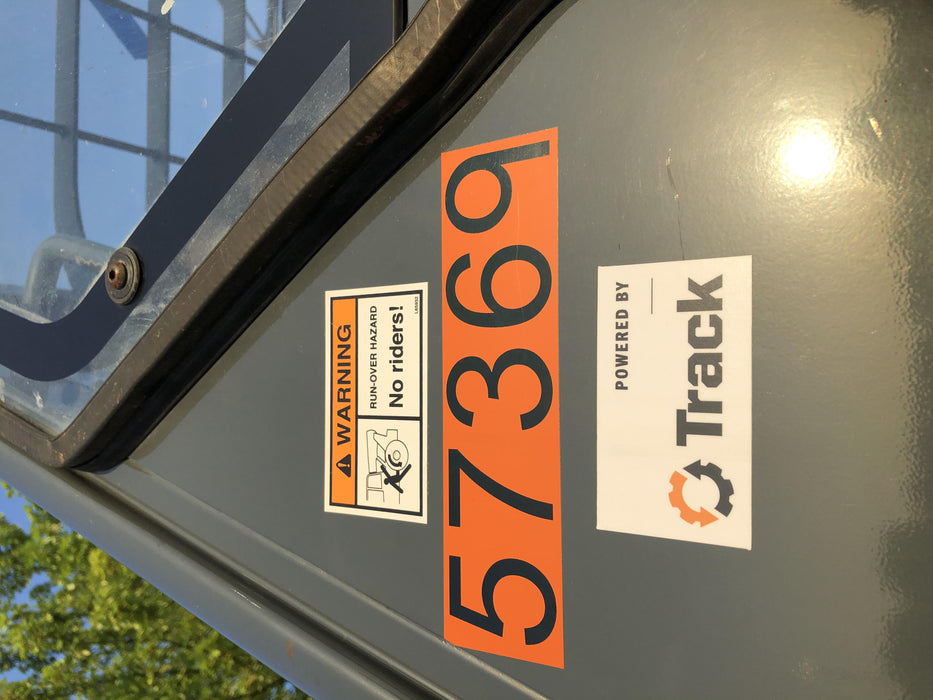 WARNING
RUN-OVER HAZARD
No riders!
57369
POWERED BY
Track